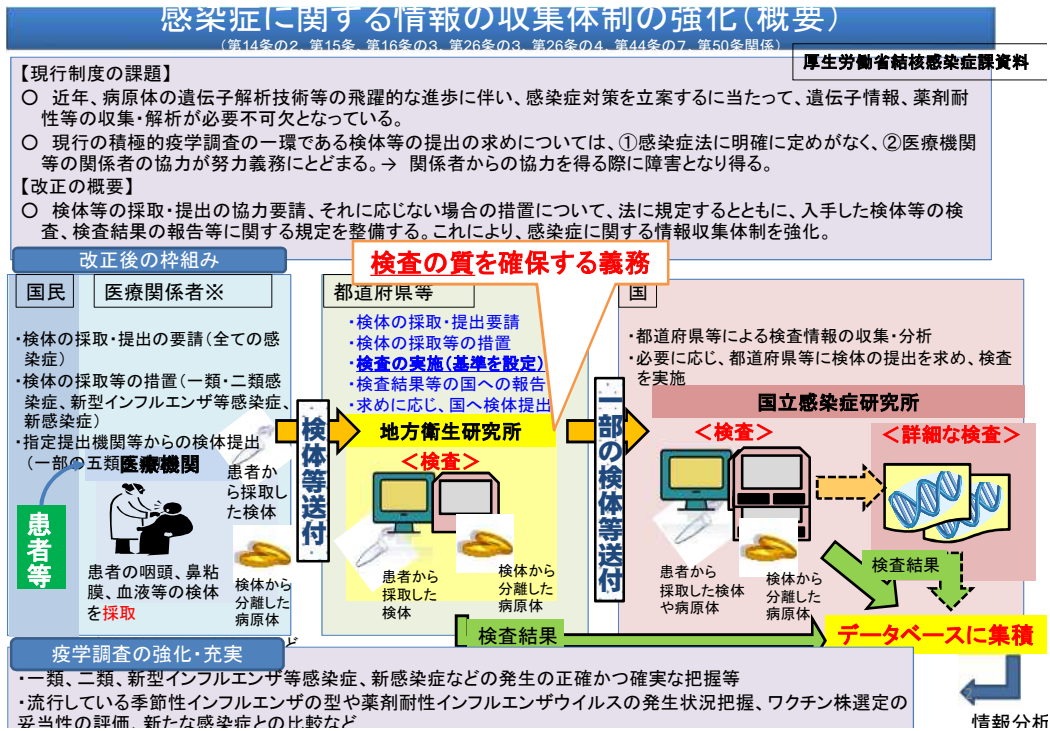 感染症に関する情報の収集体制の強化（概要）
（第14条の2、第15条、第16条の3、第26条の3、第26条の4、第44条の7、第50条関係）
厚生労働省結核感染症課資料
【現行制度の課題】
○　近年、病原体の遺伝子解析技術等の飛躍的な進歩に伴い、感染症対策を立案するに当たって、遺伝子情報、薬剤耐
性等の収集・解析が必要不可欠となっている。
○　現行の積極的疫学調査の一環である検体等の提出の求めについては、①感染症法に明確に定めがなく、②医療機関
等の関係者の協力が努力義務にとどまる。→　関係者からの協力を得る際に障害となり得る。
【改正の概要】
○　検体等の採取・提出の協力要請、それに応じない場合の措置について、法に規定するとともに、入手した検体等の検
査、検査結果の報告等に関する規定を整備する。これにより、感染症に関する情報収集体制を強化。
改正後の枠組み
検査の質を確保する義務
国民
医療関係者※
・検体の採取・提出の要請（全ての感
染症）
・検体の採取等の措置（一類・二類感
染症、新型インフルエンザ等感染症、
新感染症）
・指定提出機関等からの検体提出
（一部の五類
医療機関
患者等
患者の咽頭、鼻粘
膜、血液等の検体
を採取
患者か
ら採取し
た検体
検体から
分離した
病原体
検体等送付
都道府県等
・検体の採取・提出要請
・検体の採取等の措置
・検査の実施（基準を設定）
・検査結果等の国への報告
・求めに応じ、国へ検体提出
地方衛生研究所
＜検査＞
患者から
採取した
検体
検体から
分離した
病原体
一部の検体等送付
国
・都道府県等による検査情報の収集・分析
・必要に応じ、都道府県等に検体の提出を求め、検査
を実施
国立感染症研究所
＜検査＞
＜詳細な検査＞
患者から
採取した検体
や病原体
検体から
分離した
病原体
検査結果
検査結果
データベースに集積
疫学調査の強化・充実
・一類、二類、新型インフルエンザ等感染症、新感染症などの発生の正確かつ確実な把握等
・流行している季節性インフルエンザの型や薬剤耐性インフルエンザウイルスの発生状況把握、ワクチン株選定の
妥当性の評価、新たな感染症との比較など
2
情報分析